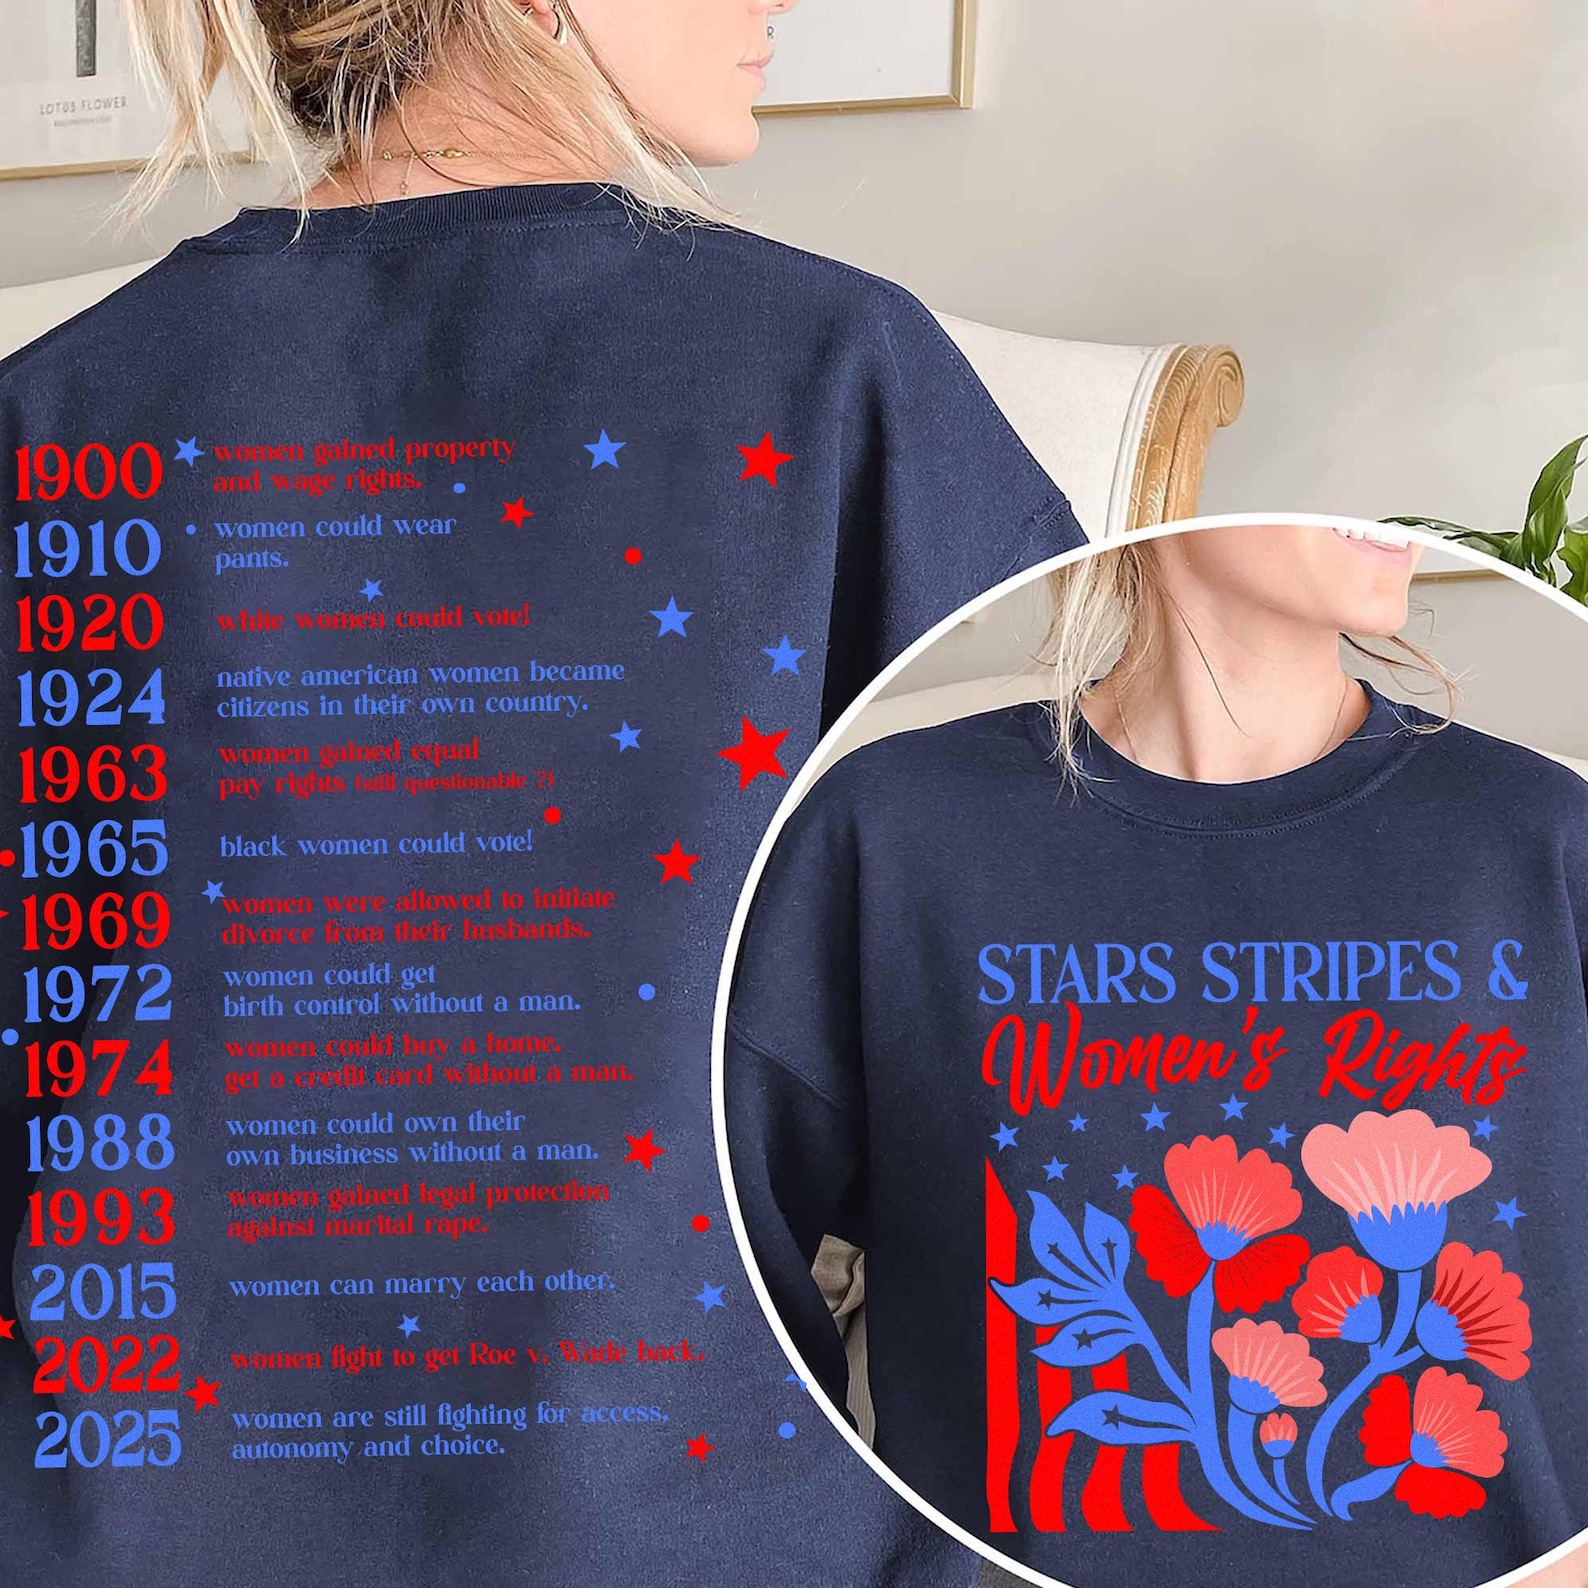 LOTUS FLOWER
R
1900 women gained property
and wage rights.
1910 women could wear
pants.
1920 white women could vote!
1924 native american women became
citizens in their own country.
1963 women gained equal
pay rights (still questionable ?)
1965 black women could vote!
1969 women were allowed to initiate
divorce from their husbands.
1972 women could get
birth control without a man.
1974 women could buy a home.
get a credit card without a man.
1988 women could own their
own business without a man.
1993 women gained legal protection
against marital rape.
2015 women can marry each other.
2022 women fight to get Roe v. Wade back.
2025 women are still fighting for access,
autonomy and choice.
STARS STRIPES &
Women's Rights